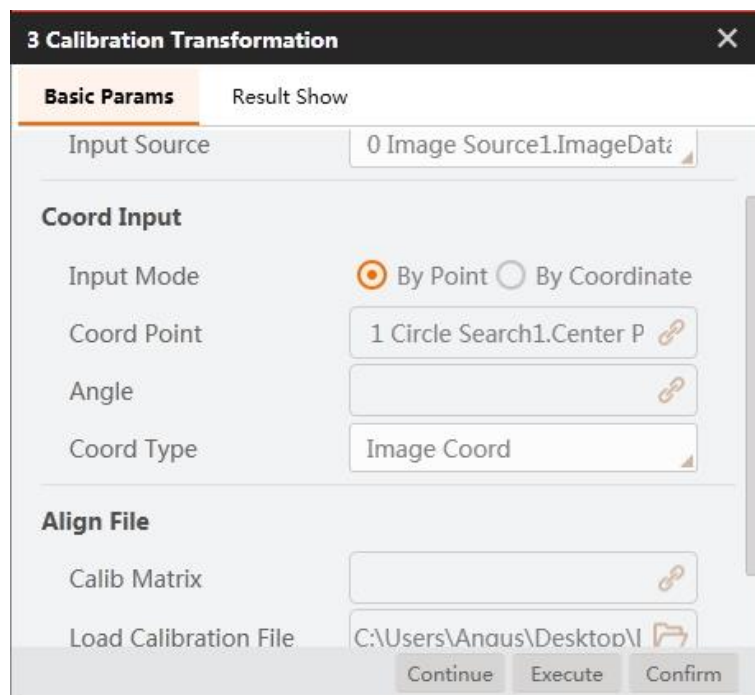 3 Calibration Transformation
Basic Params Result Show
Input Source 0 Image Source1.ImageData
Coord Input
Input Mode By Point By Coordinate
Coord Point 1 Circle Search1.Center P
Angle
Coord Type Image Coord
Align File
Calib Matrix
Load Calibration File C:\Users\Angus\Desktop\
Continue Execute Confirm